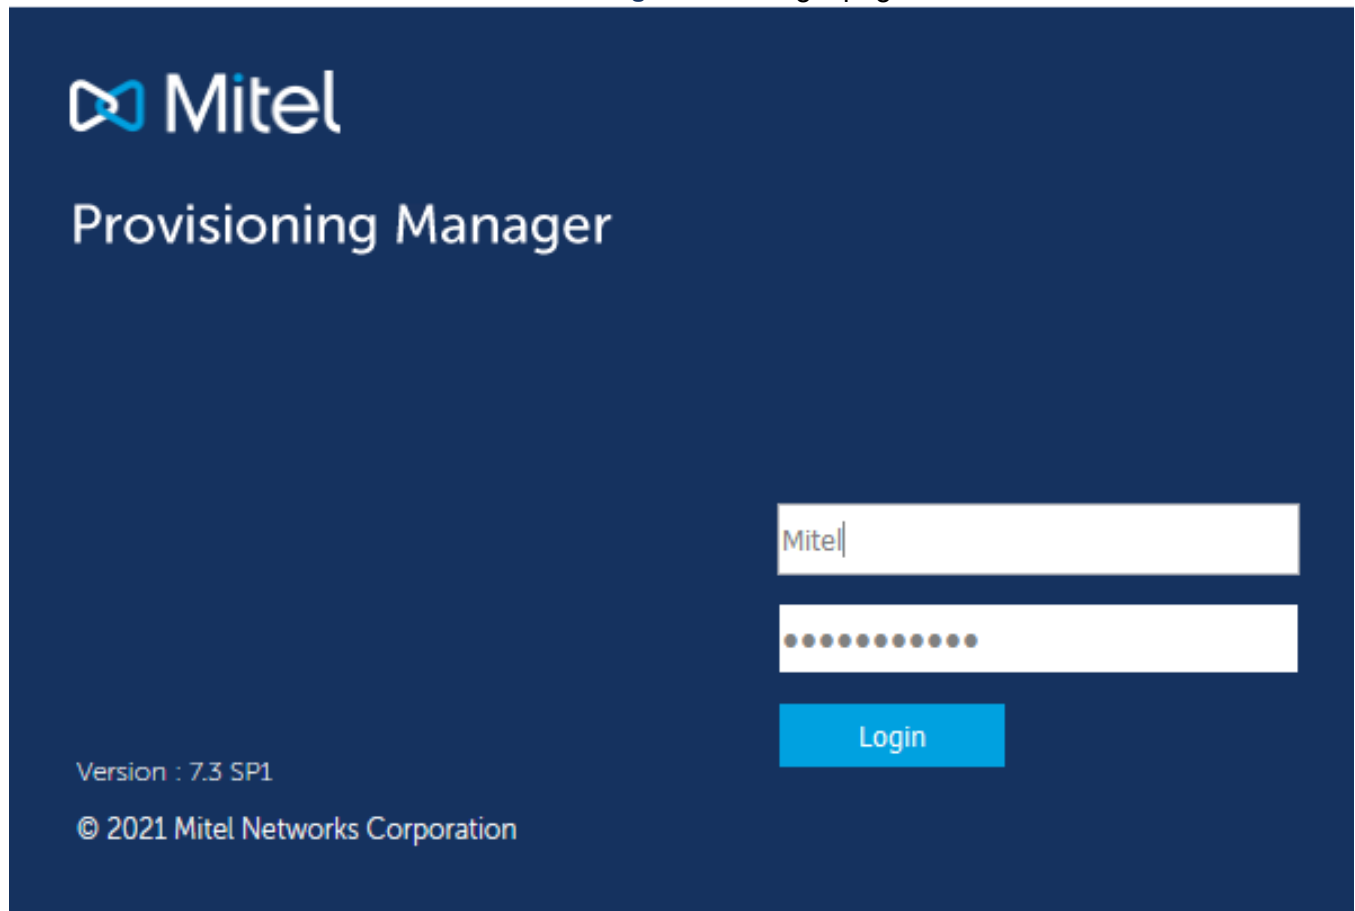 Mitel
Provisioning Manager
Mitel
Login
Version : 7.3 SP1
© 2021 Mitel Networks Corporation